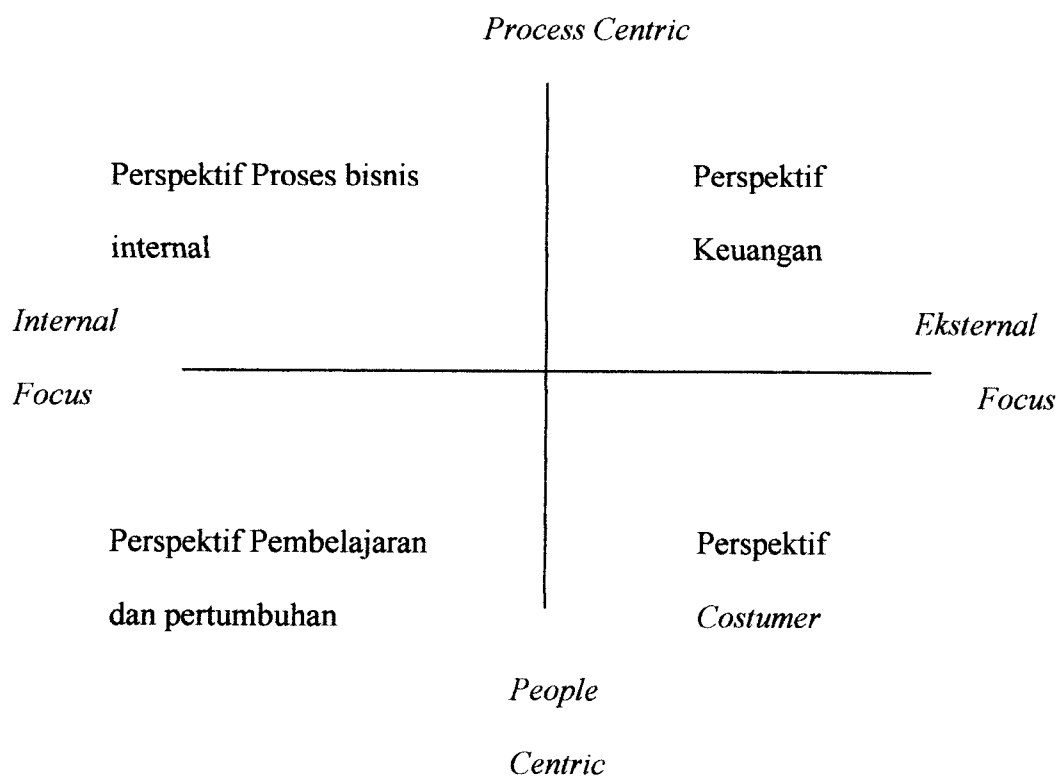 Process Centric
Perspektif Proses bisnis
internal
Perspektif
Keuangan
Internal
Focus
Eksternal
Focus
Perspektif Pembelajaran
dan pertumbuhan
Perspektif
Costumer
People
Centric